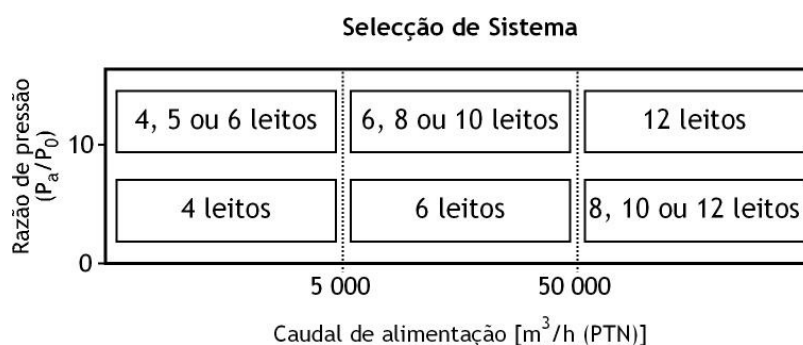 Selecção de Sistema
Razão de pressão
(Pa/P0)
10
0
4, 5 ou 6 leitos
6, 8 ou 10 leitos
12 leitos
4 leitos
6 leitos
8, 10 ou 12 leitos
5 000
50 000
Caudal de alimentação [m³/h (PTN)]